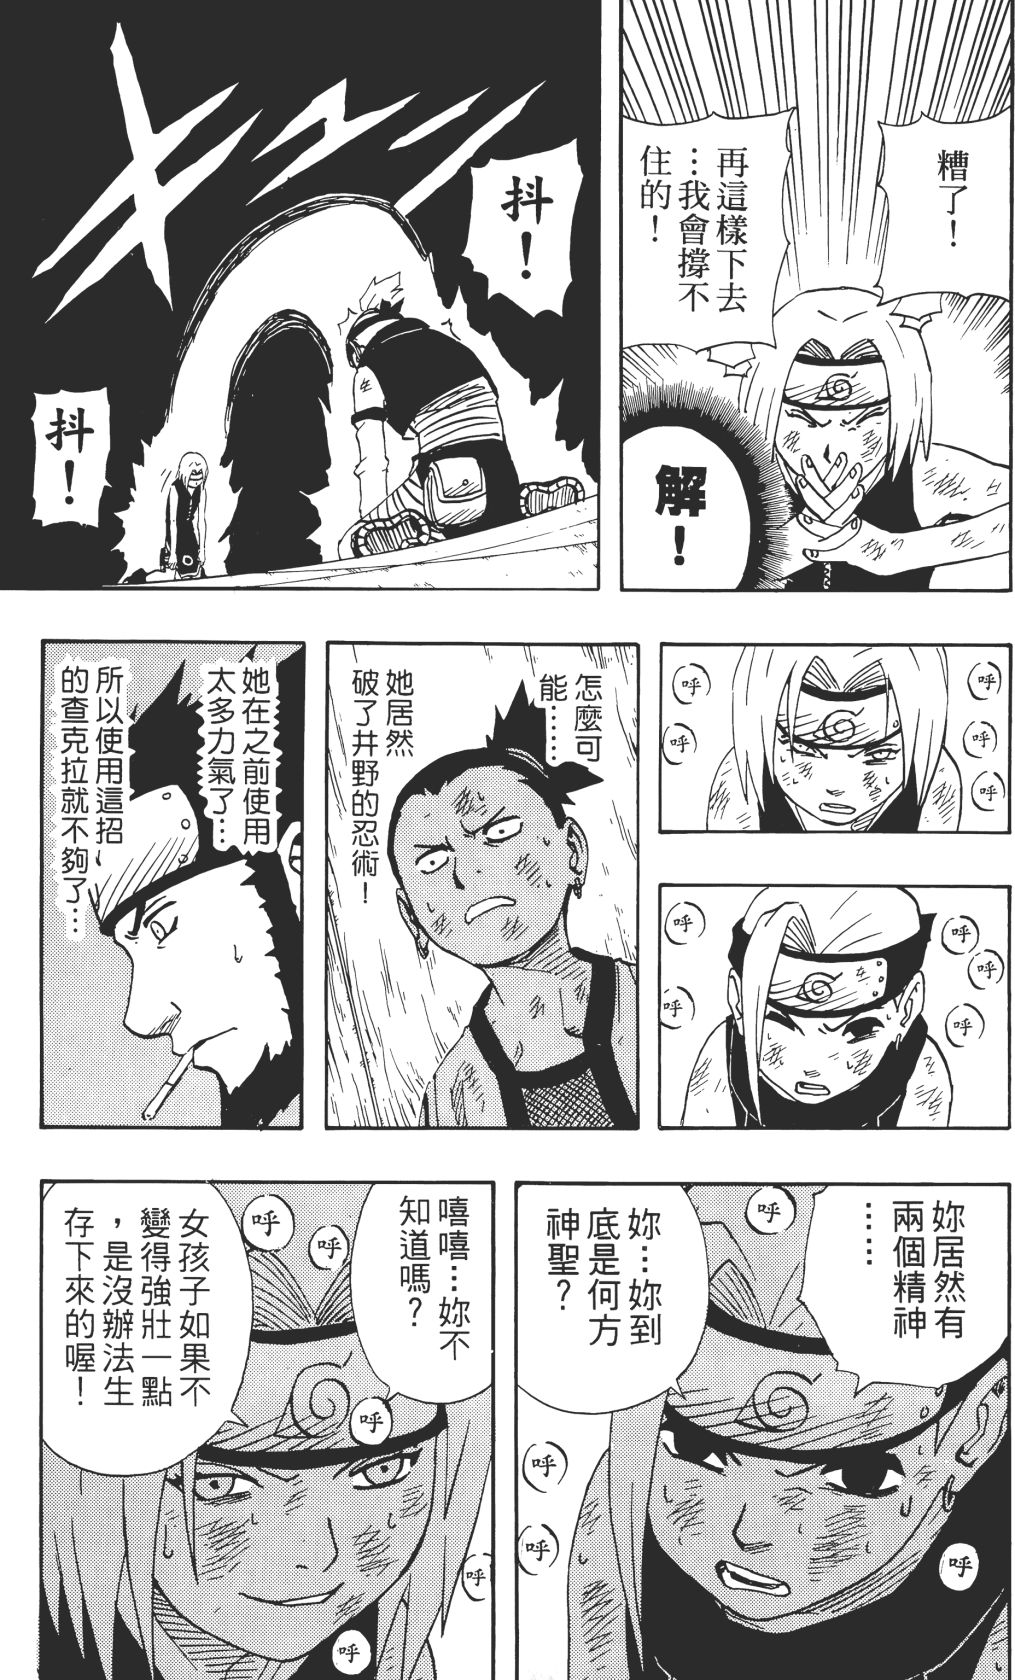 糟了！
再這樣下去
…我會撐不
住的！
解！
抖！
抖！
呼
呼
呼
呼
呼
呼
呼
呼
呼
呼
怎麼可
能……
她居然
破了井野的忍術！
她在之前使用
太多力氣了…
所以使用這招
的查克拉就不夠了…
妳居然有
兩個精神
……
妳…妳到
底是何方
神聖？
呼
呼
呼
呼
嘻嘻…妳不
知道嗎？
女孩子如果不
變得強壯一點
，是沒辦法生
存下來的喔！
呼
呼
呼
呼
呼